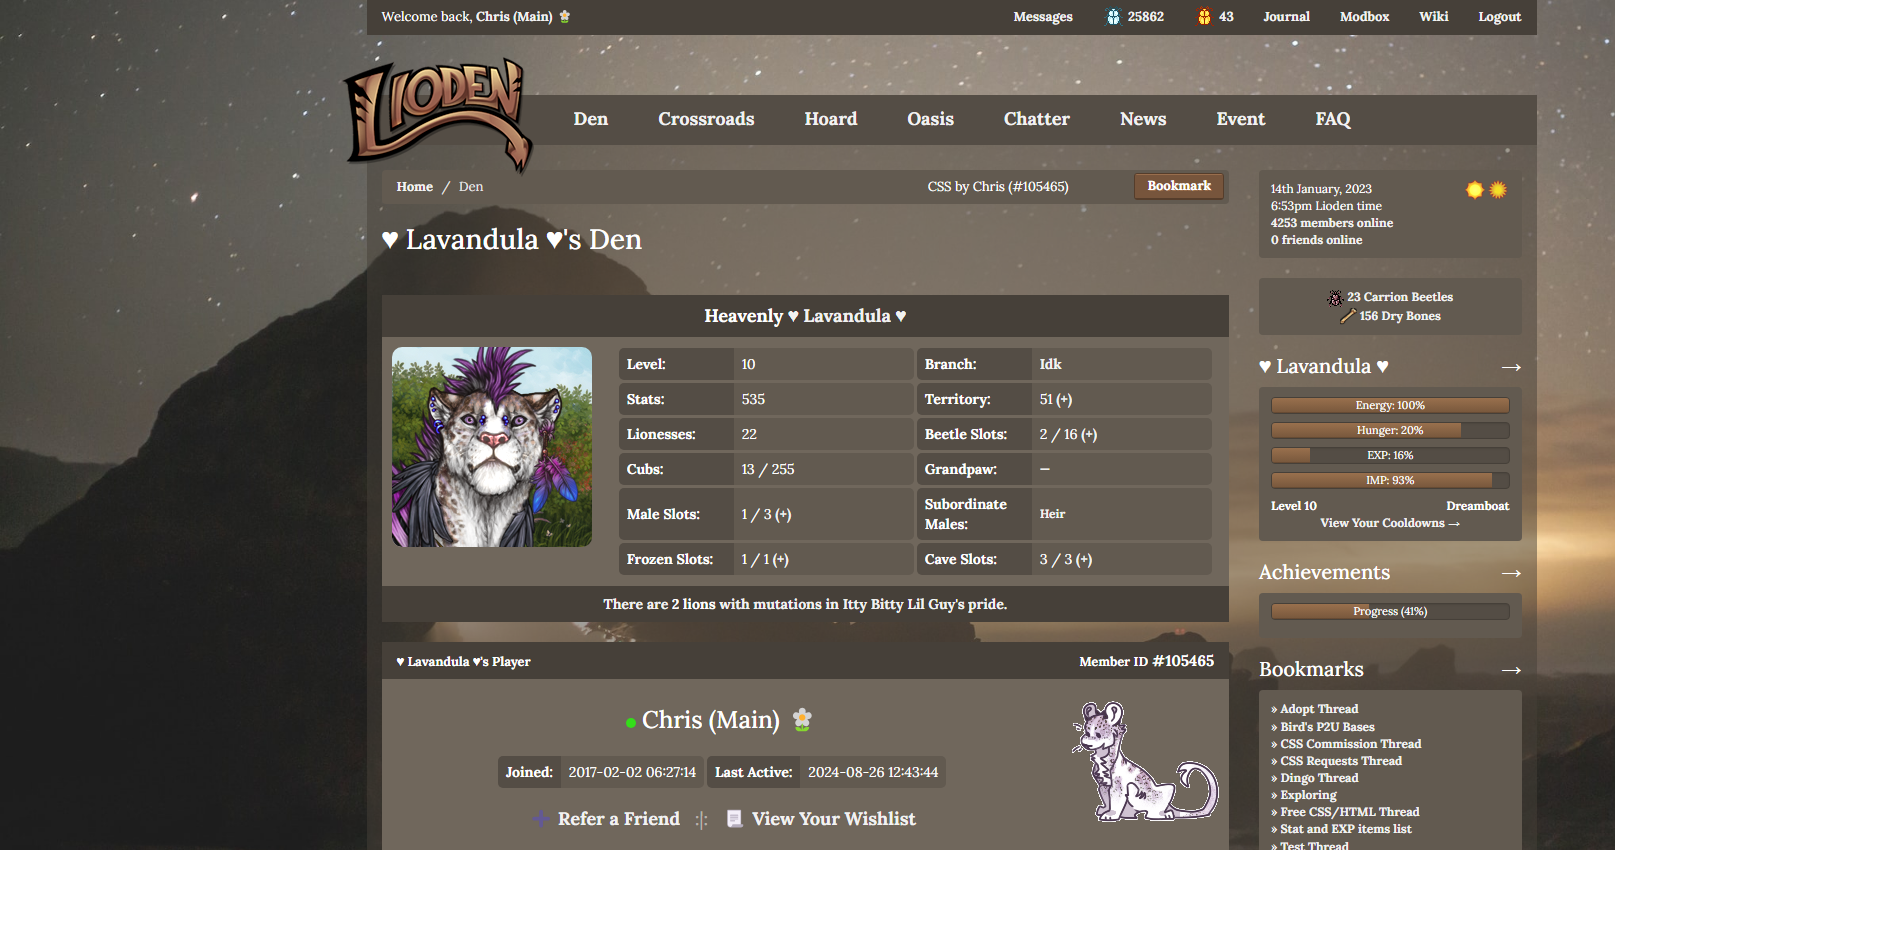 Welcome back, Chris (Main)
Messages 25862 43 Journal Modbox Wiki Logout
LIODEN
Den Crossroads Hoard Oasis Chatter News Event FAQ
Home / Den CSS by Chris (#105465) Bookmark
♥ Lavandula ♥'s Den
Heavenly ♥ Lavandula ♥
Level: 10 Branch: Idk
Stats: 535 Territory: 51 (+)
Lionesses: 22 Beetle Slots: 2 / 16 (+)
Cubs: 13 / 255 Grandpaw: —
Male Slots: 1 / 3 (+) Subordinate Males: Heir
Frozen Slots: 1 / 1 (+) Cave Slots: 3 / 3 (+)
There are 2 lions with mutations in Itty Bitty Lil Guy's pride.
♥ Lavandula ♥'s Player Member ID #105465
Chris (Main)
Joined: 2017-02-02 06:27:14 Last Active: 2024-08-26 12:43:44
Refer a Friend :|: View Your Wishlist
14th January, 2023
6:53pm Lioden time
4253 members online
0 friends online
23 Carrion Beetles
156 Dry Bones
♥ Lavandula ♥ →
Energy: 100%
Hunger: 20%
EXP: 16%
IMP: 93%
Level 10 Dreamboat
View Your Cooldowns →
Achievements →
Progress (41%)
Bookmarks →
» Adopt Thread
» Bird's P2U Bases
» CSS Commission Thread
» CSS Requests Thread
» Dingo Thread
» Exploring
» Free CSS/HTML Thread
» Stat and EXP items list
» Test Thread